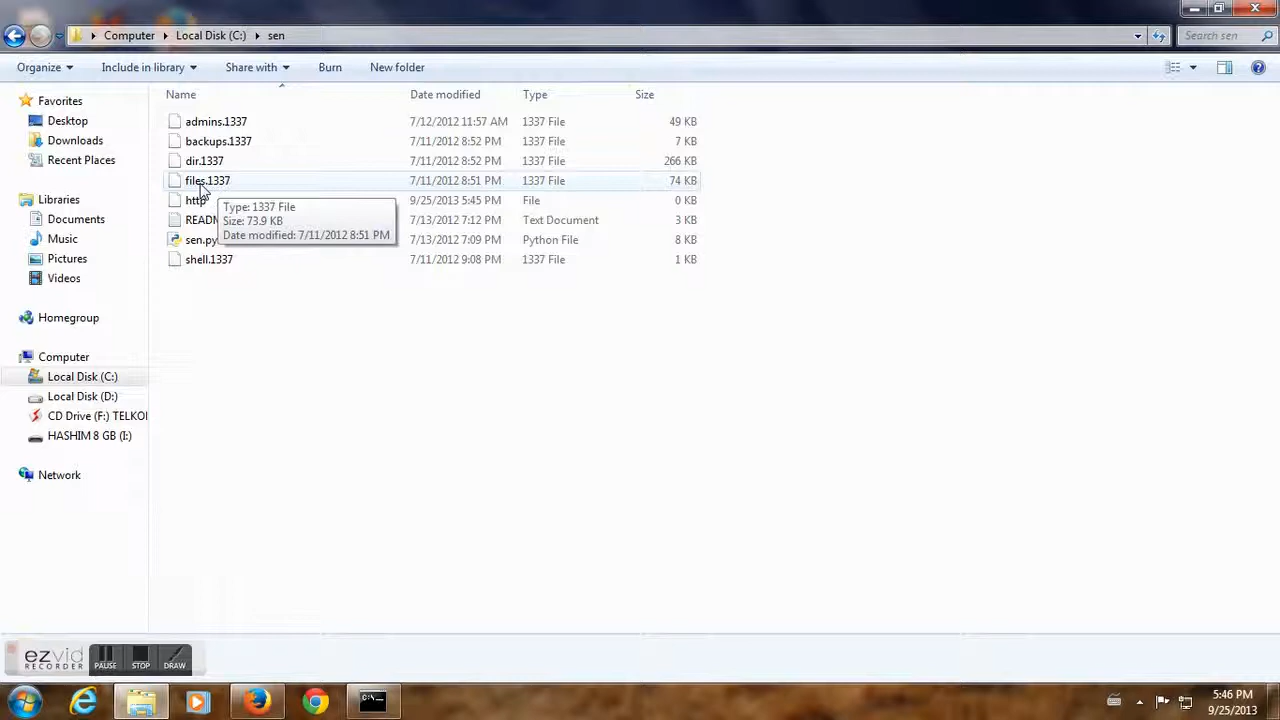 Computer Local Disk (C:) sen
Search sen
Organize Include in library Share with Burn New folder
Name Date modified Type Size
Favorites
Desktop
Downloads
Recent Places
Libraries
Documents
Music
Pictures
Videos
Homegroup
Computer
Local Disk (C:)
Local Disk (D:)
CD Drive (F:) TELKO
HASHIM 8 GB (I:)
Network
admins.1337 7/12/2012 11:57 AM 1337 File 49 KB
backups.1337 7/11/2012 8:52 PM 1337 File 7 KB
dir.1337 7/11/2012 8:52 PM 1337 File 266 KB
files.1337 7/11/2012 8:51 PM 1337 File 74 KB
http 9/25/2013 5:45 PM File 0 KB
READ 7/13/2012 7:12 PM Text Document 3 KB
sen.py 7/13/2012 7:09 PM Python File 8 KB
shell.1337 7/11/2012 9:08 PM 1337 File 1 KB
Type: 1337 File
Size: 73.9 KB
Date modified: 7/11/2012 8:51 PM
ezvid
RECORDER
PAUSE STOP DRAW
C:\
5:46 PM
9/25/2013